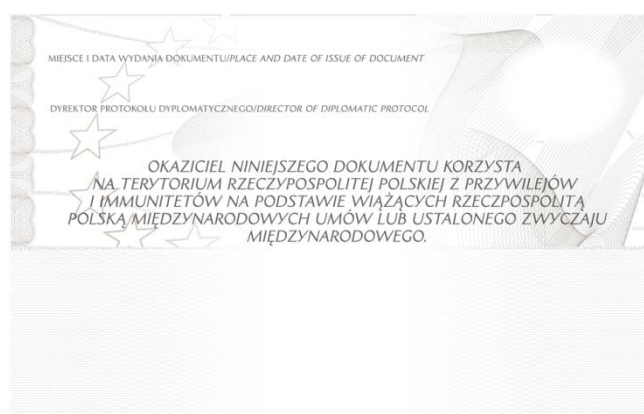 MIEJSCE I DATA WYDANIA DOKUMENTU/PLACE AND DATE OF ISSUE OF DOCUMENT
DYREKTOR PROTOKOŁU DYPLOMATYCZNEGO/DIRECTOR OF DIPLOMATIC PROTOCOL
OKAZICIEL NINIEJSZEGO DOKUMENTU KORZYSTA
NA TERYTORIUM RZECZYPOSPOLITEJ POLSKIEJ Z PRZYWILEJÓW
I IMMUNITETÓW NA PODSTAWIE WIĄŻĄCYCH RZECZPOSPOLITĄ
POLSKĄ MIĘDZYNARODOWYCH UMÓW LUB USTALONEGO ZWYCZAJU
MIĘDZYNARODOWEGO.